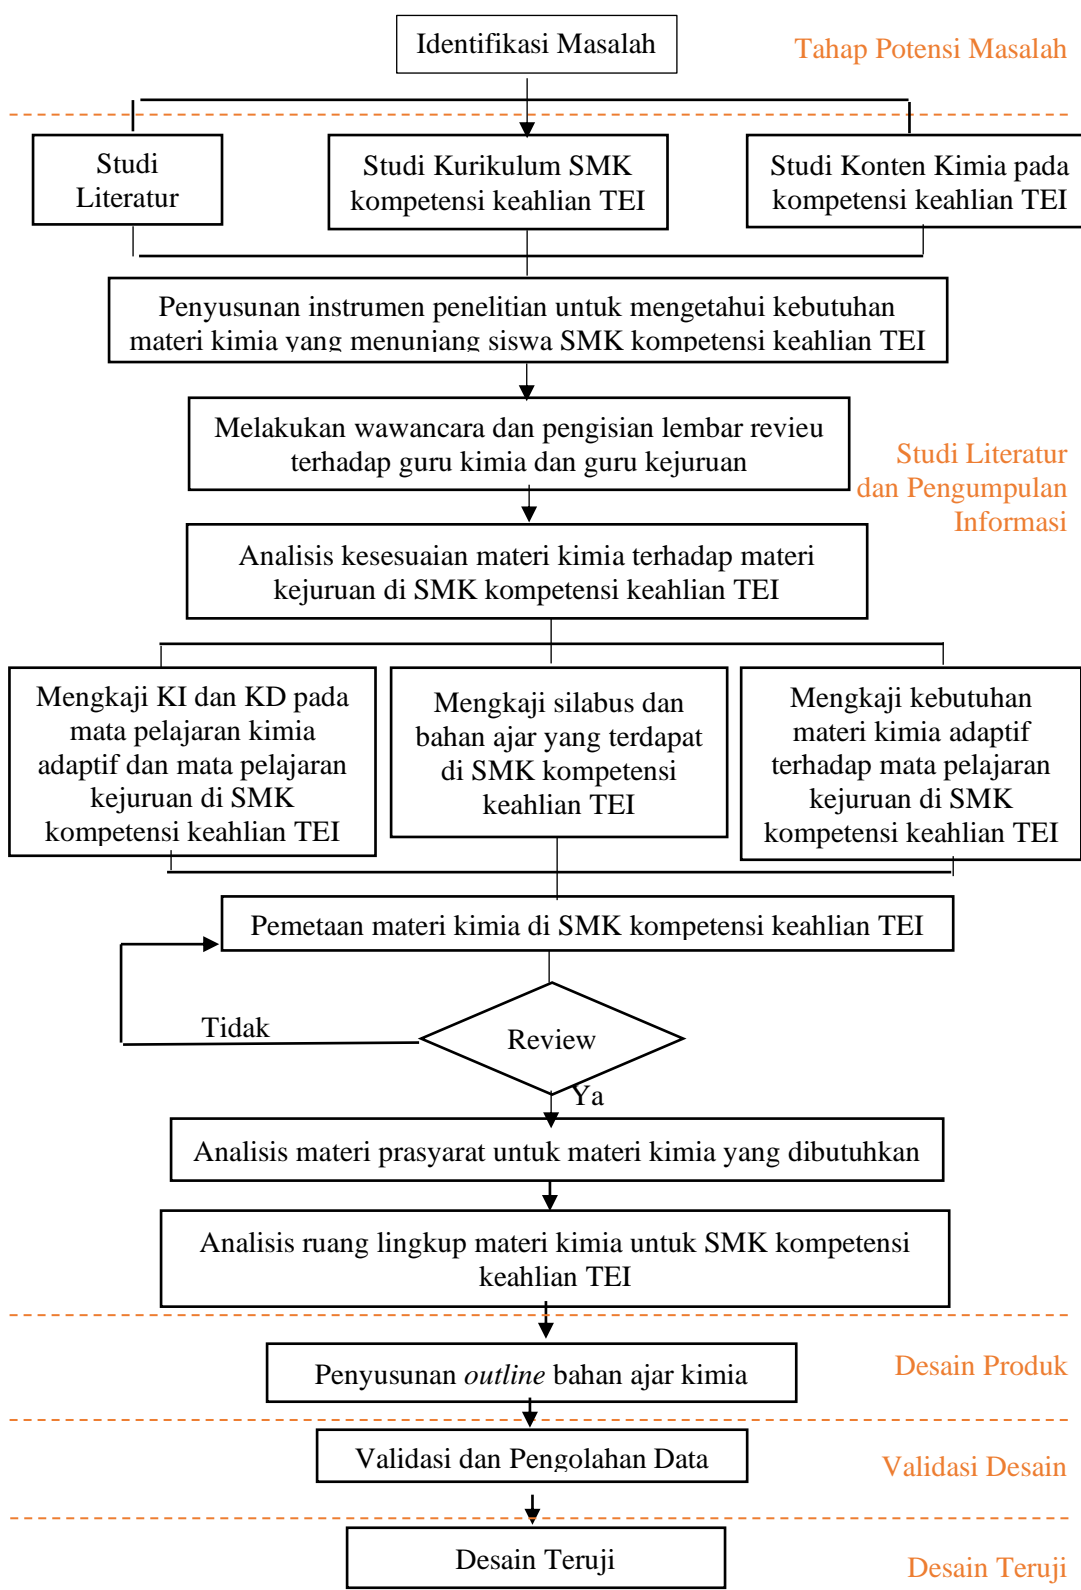 Identifikasi Masalah
Tahap Potensi Masalah
Studi
Literatur
Studi Kurikulum SMK
kompetensi keahlian TEI
Studi Konten Kimia pada
kompetensi keahlian TEI
Penyusunan instrumen penelitian untuk mengetahui kebutuhan
materi kimia yang menunjang siswa SMK kompetensi keahlian TEI
Melakukan wawancara dan pengisian lembar revieu
terhadap guru kimia dan guru kejuruan
Studi Literatur
dan Pengumpulan
Informasi
Analisis kesesuaian materi kimia terhadap materi
kejuruan di SMK kompetensi keahlian TEI
Mengkaji KI dan KD pada
mata pelajaran kimia
adaptif dan mata pelajaran
kejuruan di SMK
kompetensi keahlian TEI
Mengkaji silabus dan
bahan ajar yang terdapat
di SMK kompetensi
keahlian TEI
Mengkaji kebutuhan
materi kimia adaptif
terhadap mata pelajaran
kejuruan di SMK
kompetensi keahlian TEI
Pemetaan materi kimia di SMK kompetensi keahlian TEI
Tidak
Review
Ya
Analisis materi prasyarat untuk materi kimia yang dibutuhkan
Analisis ruang lingkup materi kimia untuk SMK kompetensi
keahlian TEI
Penyusunan outline bahan ajar kimia
Desain Produk
Validasi dan Pengolahan Data
Validasi Desain
Desain Teruji
Desain Teruji